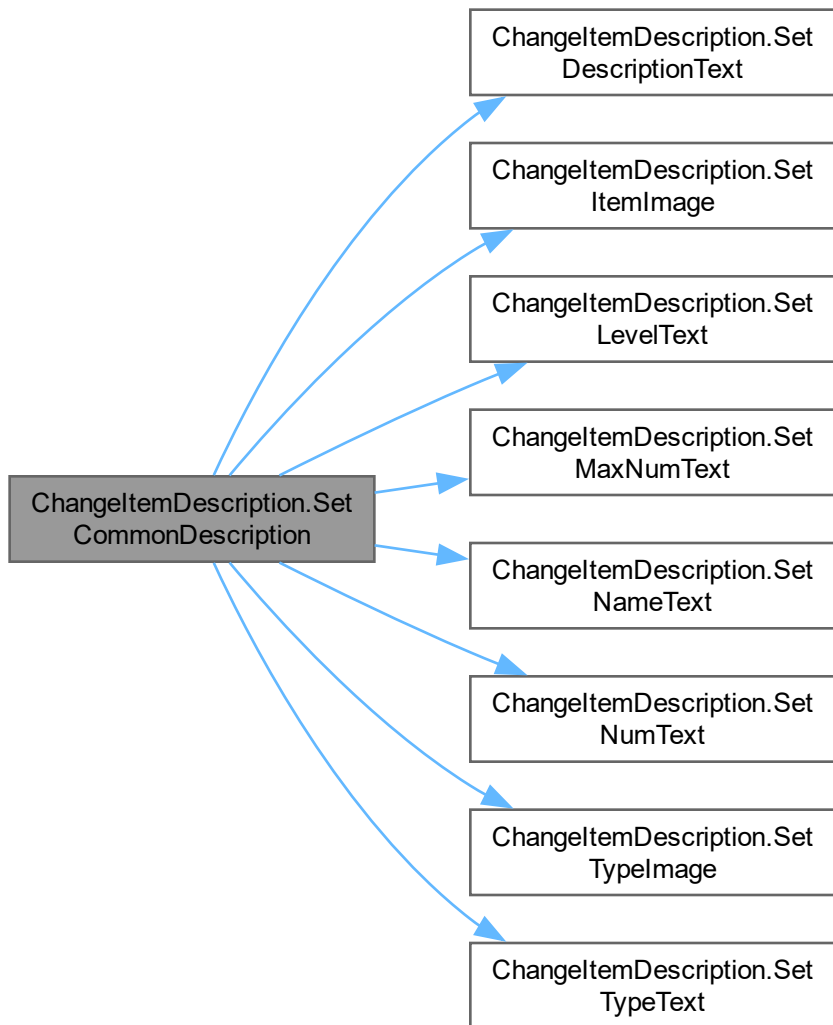 ChangeItemDescription.Set
DescriptionText
ChangeItemDescription.Set
ItemImage
ChangeItemDescription.Set
LevelText
ChangeItemDescription.Set
MaxNumText
ChangeItemDescription.Set
CommonDescription
ChangeItemDescription.Set
NameText
ChangeItemDescription.Set
NumText
ChangeItemDescription.Set
TypeImage
ChangeItemDescription.Set
TypeText